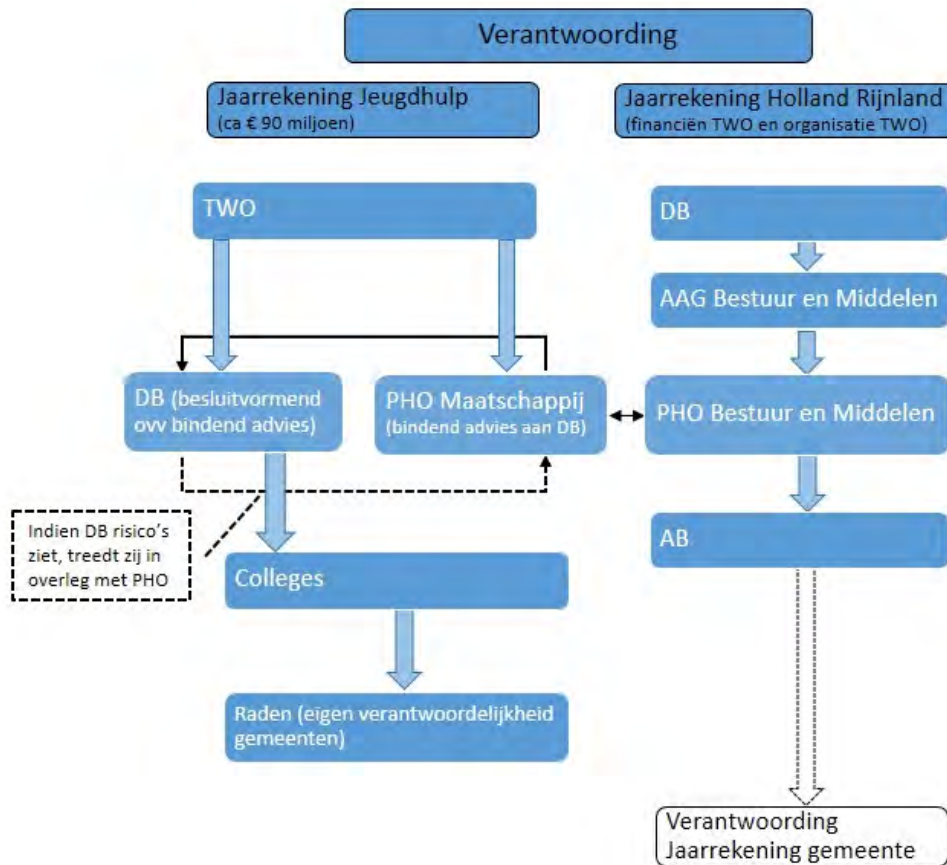 Verantwoording
Jaarrekening Jeugdhulp
(ca € 90 miljoen)
Jaarrekening Holland Rijnland
(financiën TWO en organisatie TWO)
TWO
DB
AAG Bestuur en Middelen
DB (besluitvormend
ovv bindend advies)
PHO Maatschappij
(bindend advies aan DB)
PHO Bestuur en Middelen
Indien DB risico's
ziet, treedt zij in
overleg met PHO
AB
Colleges
Raden (eigen verantwoordelijkheid
gemeenten)
Verantwoording
Jaarrekening gemeente